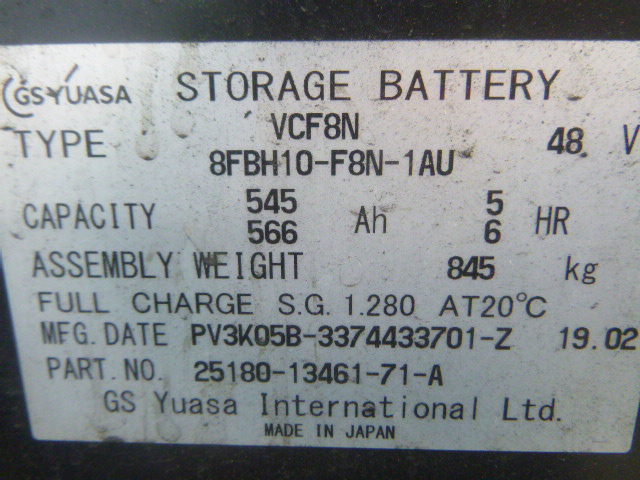 GS YUASA STORAGE BATTERY
TYPE VCF8N 48 V
8FBH10-F8N-1AU
CAPACITY 545 Ah 5 HR
566 6
ASSEMBLY WEIGHT 845 kg
FULL CHARGE S.G. 1.280 AT20°C
MFG. DATE PV3K05B-3374433701-Z 19.02
PART.NO. 25180-13461-71-A
GS Yuasa International Ltd.
MADE IN JAPAN